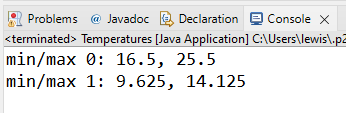 Problems @ Javadoc Declaration Console
<terminated> Temperatures [Java Application] C:\Users\lewis\.p2
min/max 0: 16.5, 25.5
min/max 1: 9.625, 14.125